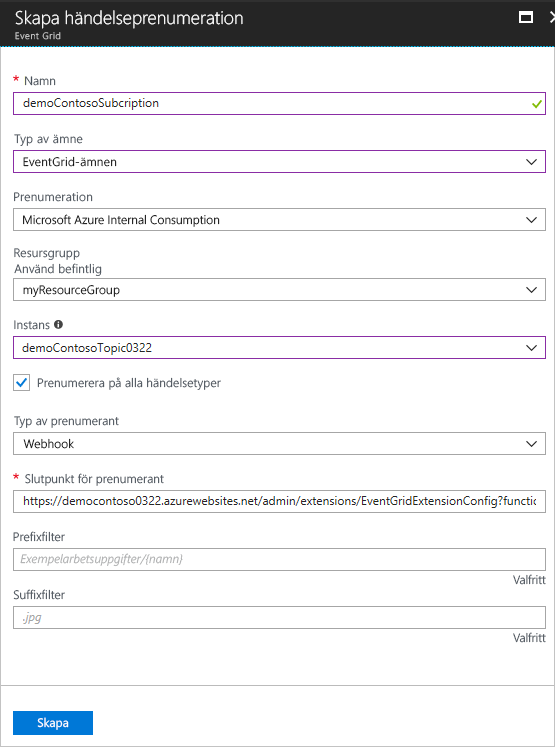 Skapa händelseprenumeration
Event Grid
* Namn
demoContosoSubcription
Typ av ämne
EventGrid-ämnen
Prenumeration
Microsoft Azure Internal Consumption
Resursgrupp
Använd befintlig
myResourceGroup
Instans
demoContosoTopic0322
Prenumerera på alla händelsetyper
Typ av prenumerant
Webhook
* Slutpunkt för prenumerant
https://democontoso0322.azurewebsites.net/admin/extensions/EventGridExtensionConfig?functio
Prefixfilter
Exempelarbetsuppgifter/{namn}
Valfritt
Suffixfilter
.jpg
Valfritt
Skapa